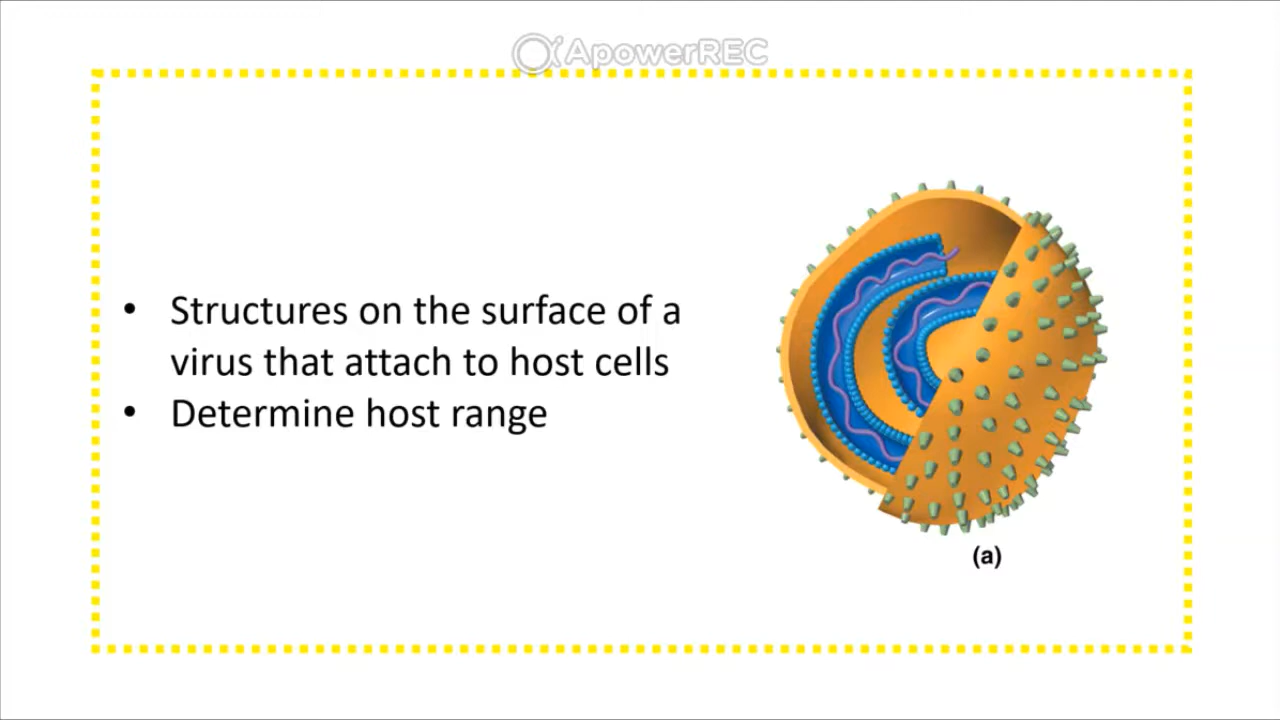 ApowerREC
• Structures on the surface of a
virus that attach to host cells
• Determine host range
(a)